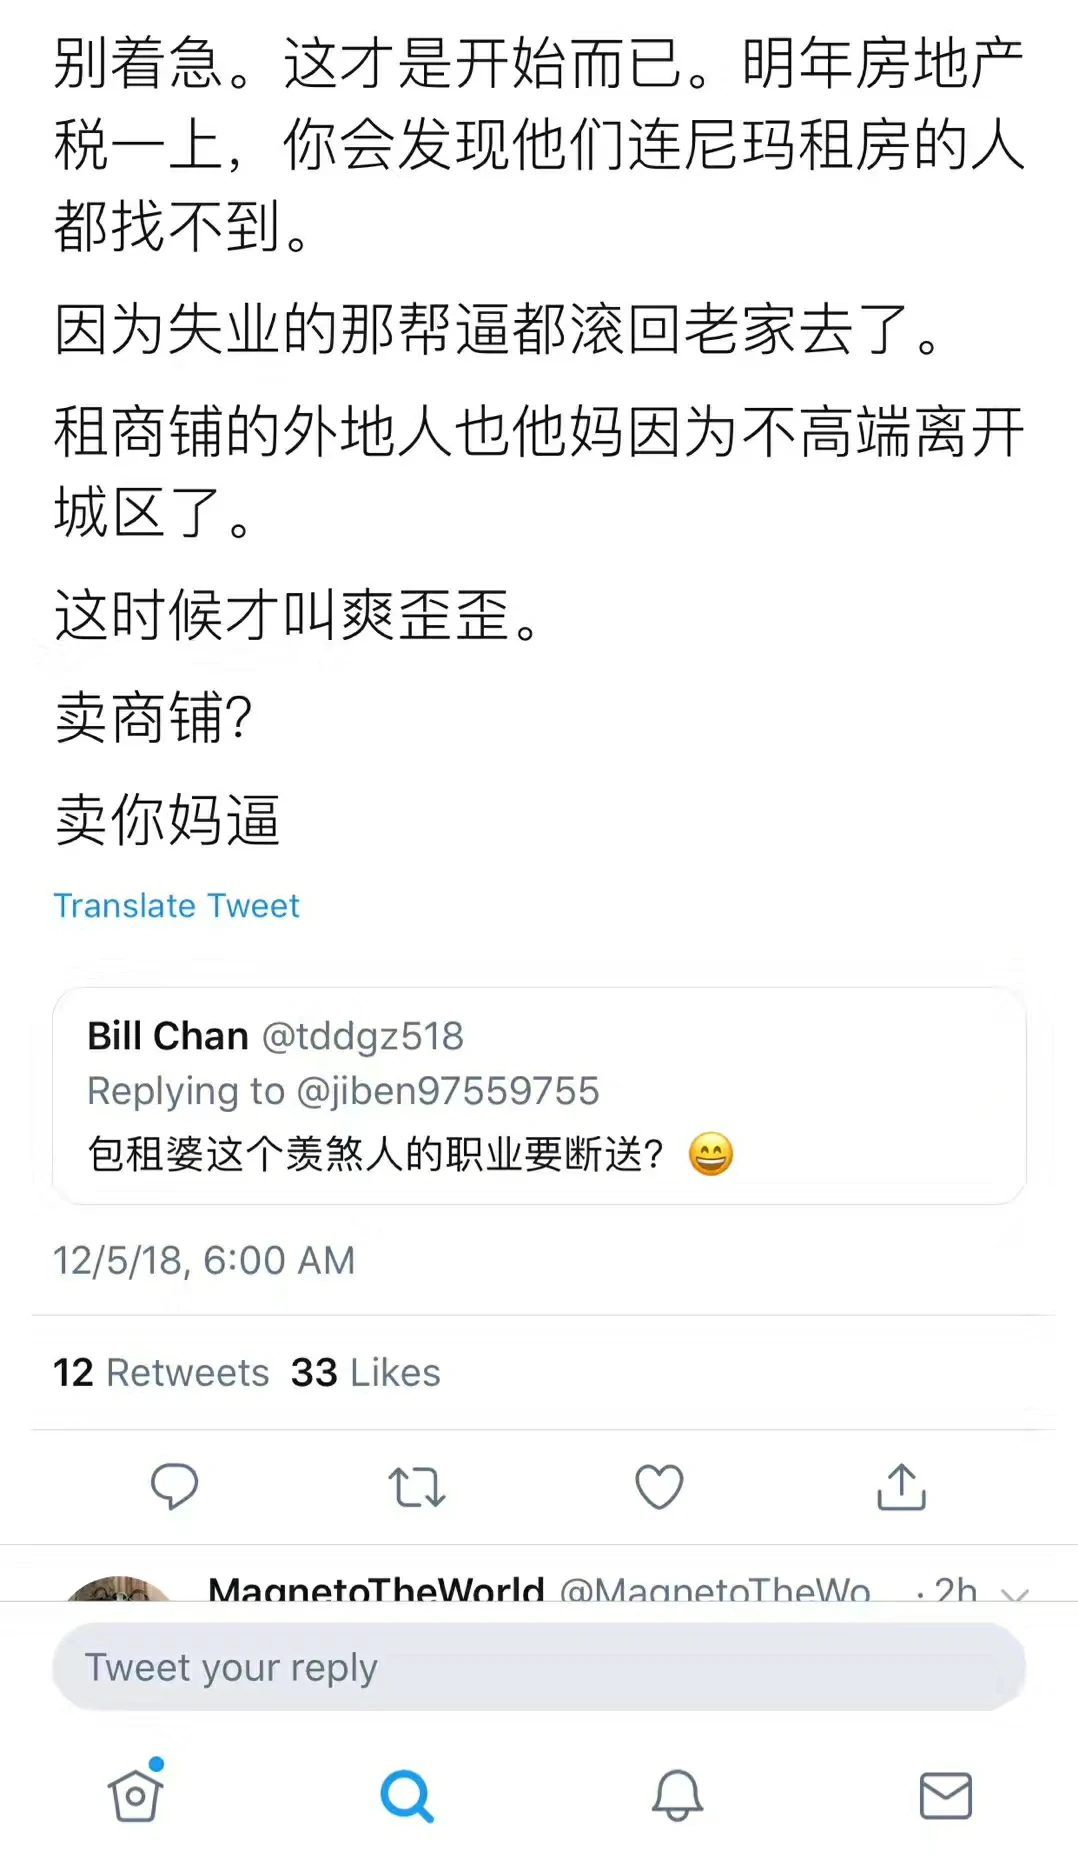 别着急。这才是开始而已。明年房地产
税一上，你会发现他们连尼玛租房的人
都找不到。
因为失业的那帮逼都滚回老家去了。
租商铺的外地人也他妈因为不高端离开
城区了。
这时候才叫爽歪歪。
卖商铺？
卖你妈逼
Translate Tweet
Bill Chan @tddgz518
Replying to @jiben97559755
包租婆这个羡煞人的职业要断送？ 😄
12/5/18, 6:00 AM
12 Retweets 33 Likes
MagnetoTheWorld @MagnetoTheWo · 2h
Tweet your reply